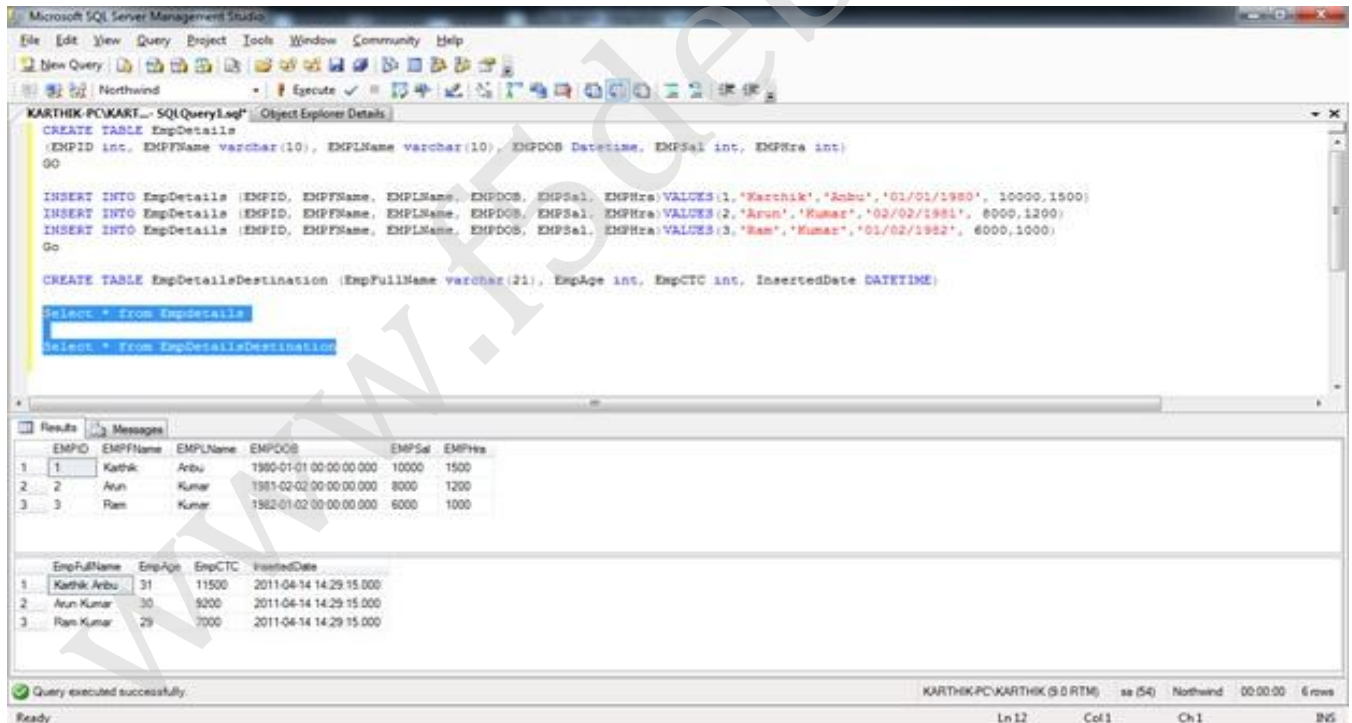 Microsoft SQL Server Management Studio
File Edit View Query Project Tools Window Community Help
New Query
Northwind Execute
KARTHIK-PC\KART...- SQLQuery1.sql* Object Explorer Details
CREATE TABLE EmpDetails
(EMPID int, EMPFName varchar(10), EMPLName varchar(10), EMPDOB Datetime, EMPSal int, EMPHra int)
GO
INSERT INTO EmpDetails (EMPID, EMPFName, EMPLName, EMPDOB, EMPSal, EMPHra)VALUES(1,'Karthik','Anbu','01/01/1980', 10000,1500)
INSERT INTO EmpDetails (EMPID, EMPFName, EMPLName, EMPDOB, EMPSal, EMPHra)VALUES(2,'Arun','Kumar','02/02/1981', 8000,1200)
INSERT INTO EmpDetails (EMPID, EMPFName, EMPLName, EMPDOB, EMPSal, EMPHra)VALUES(3,'Ram','Kumar','01/02/1982', 6000,1000)
Go
CREATE TABLE EmpDetailsDestination (EmpFullName varchar(21), EmpAge int, EmpCTC int, InsertedDate DATETIME)
Select * from Empdetails
Select * from EmpDetailsDestination
Results Messages
EMPID EMPFName EMPLName EMPDOB EMPSal EMPHra
1 1 Karthik Anbu 1980-01-01 00:00:00.000 10000 1500
2 2 Arun Kumar 1981-02-02 00:00:00.000 8000 1200
3 3 Ram Kumar 1982-01-02 00:00:00.000 6000 1000
EmpFullName EmpAge EmpCTC InsertedDate
1 Karthik Anbu 31 11500 2011-04-14 14:29:15.000
2 Arun Kumar 30 9200 2011-04-14 14:29:15.000
3 Ram Kumar 29 7000 2011-04-14 14:29:15.000
Query executed successfully. KARTHIK-PC\KARTHIK (9.0 RTM) sa (54) Northwind 00:00:00 6 rows
Ready Ln 12 Col 1 Ch 1 INS